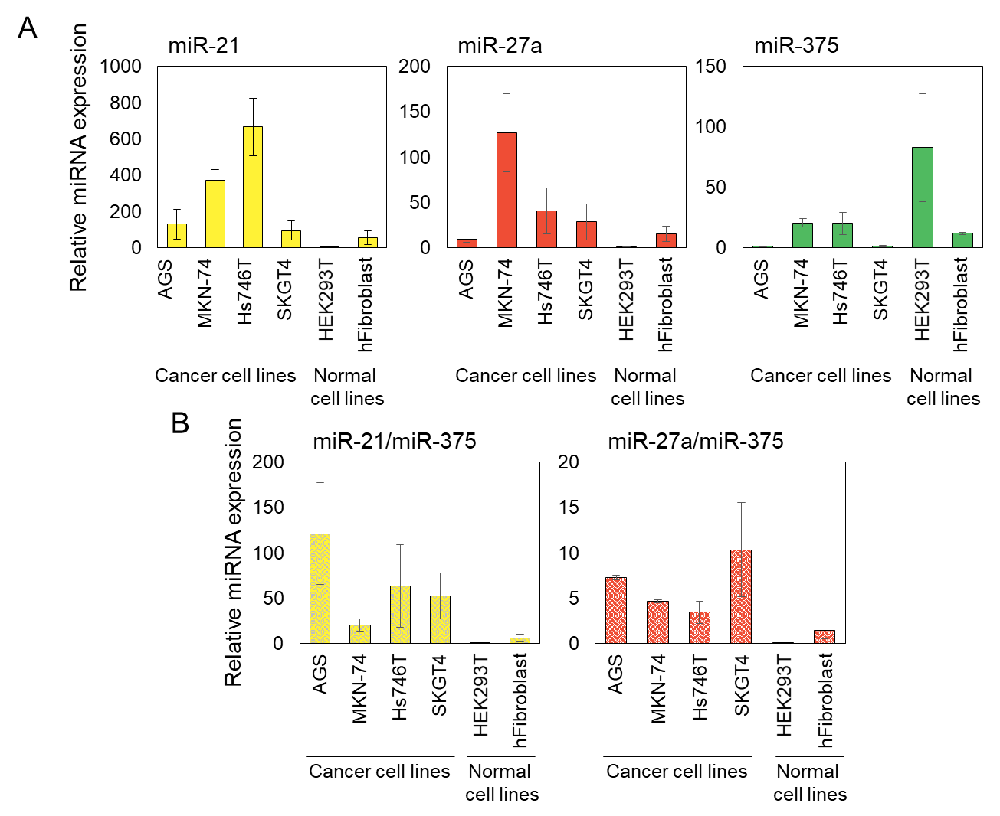 A
miR-21
miR-27a
miR-375
Relative miRNA expression
1000
800
600
400
200
0
AGS
MKN-74
Hs746T
SKGT4
HEK293T
hFibroblast
Cancer cell lines
Normal
cell lines
200
150
100
50
0
AGS
MKN-74
Hs746T
SKGT4
HEK293T
hFibroblast
Cancer cell lines
Normal
cell lines
150
100
50
0
AGS
MKN-74
Hs746T
SKGT4
HEK293T
hFibroblast
Cancer cell lines
Normal
cell lines
B
miR-21/miR-375
miR-27a/miR-375
Relative miRNA expression
200
150
100
50
0
AGS
MKN-74
Hs746T
SKGT4
HEK293T
hFibroblast
Cancer cell lines
Normal
cell lines
20
15
10
5
0
AGS
MKN-74
Hs746T
SKGT4
HEK293T
hFibroblast
Cancer cell lines
Normal
cell lines